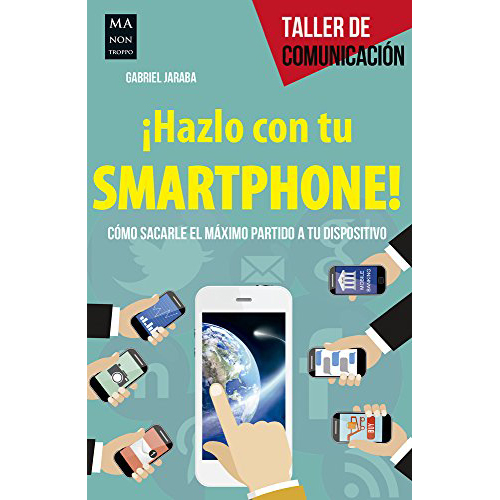 MA
NON
TROPPO
TALLER DE
COMUNICACIÓN
GABRIEL JARABA
¡Hazlo con tu
SMARTPHONE!
CÓMO SACARLE EL MÁXIMO PARTIDO A TU DISPOSITIVO
MOBILE
BANKING
BUY